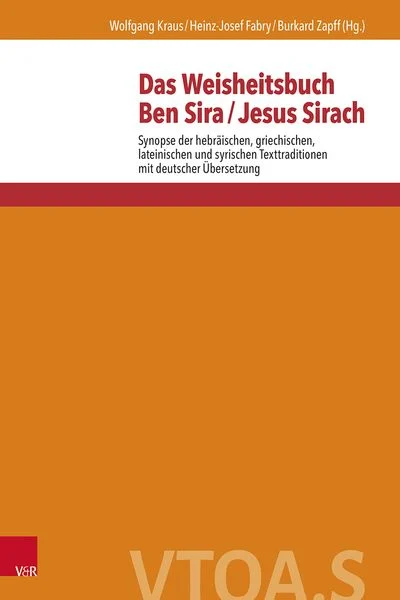 Wolfgang Kraus/Heinz-Josef Fabry/Burkard Zapff (Hg.)
Das Weisheitsbuch
Ben Sira/Jesus Sirach
Synopse der hebräischen, griechischen,
lateinischen und syrischen Texttraditionen
mit deutscher Übersetzung
V&R
VTOA.S